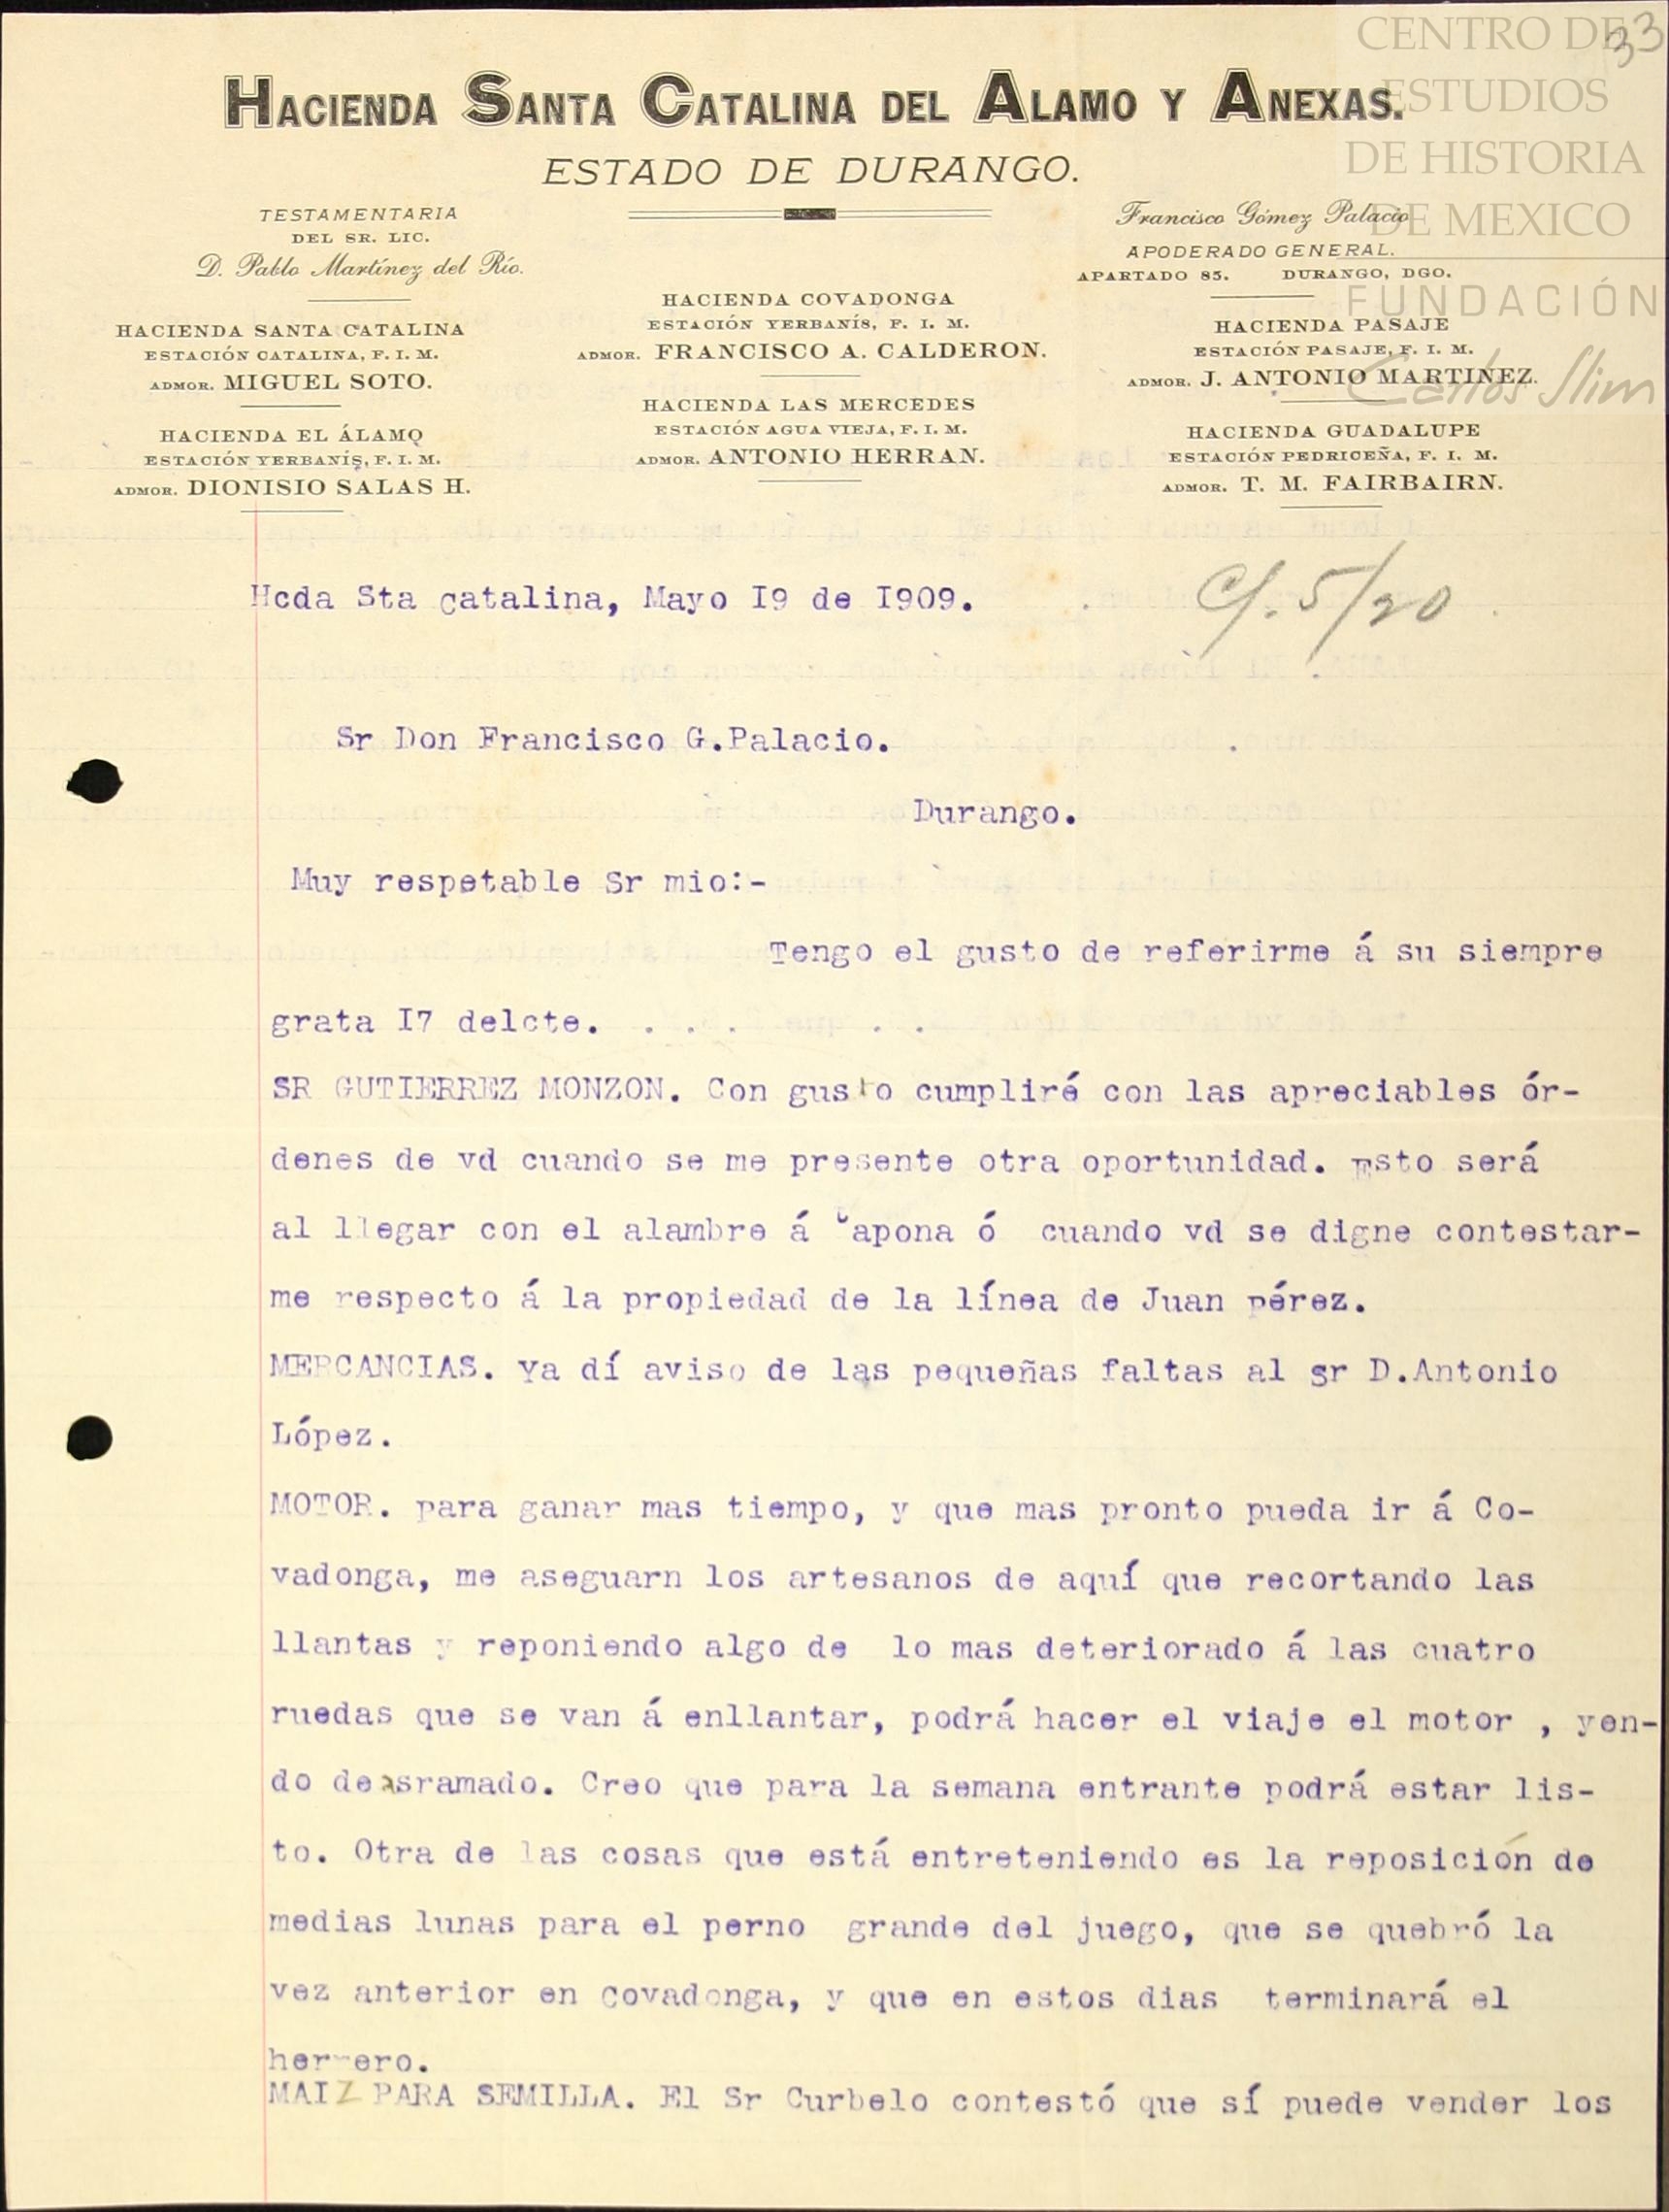 33
CENTRO DE
ESTUDIOS
DE HISTORIA
DE MEXICO
FUNDACIÓN
Carlos Slim
HACIENDA SANTA CATALINA DEL ALAMO Y ANEXAS.
ESTADO DE DURANGO.
TESTAMENTARIA
DEL SR. LIC.
D. Pablo Martínez del Río.
HACIENDA SANTA CATALINA
ESTACIÓN CATALINA, F. I. M.
ADMOR. MIGUEL SOTO.
HACIENDA EL ÁLAMO
ESTACIÓN YERBANÍS, F. I. M.
ADMOR. DIONISIO SALAS H.
HACIENDA COVADONGA
ESTACIÓN YERBANÍS, F. I. M.
ADMOR. FRANCISCO A. CALDERON.
HACIENDA LAS MERCEDES
ESTACIÓN AGUA VIEJA, F. I. M.
ADMOR. ANTONIO HERRAN.
Francisco Gómez Palacio
APODERADO GENERAL.
APARTADO 85. DURANGO, DGO.
HACIENDA PASAJE
ESTACIÓN PASAJE, F. I. M.
ADMOR. J. ANTONIO MARTINEZ.
HACIENDA GUADALUPE
ESTACIÓN PEDRICEÑA, F. I. M.
ADMOR. T. M. FAIRBAIRN.
Hcda Sta Catalina, Mayo I9 de I909.
C/. 5/20
Sr Don Francisco G.Palacio.
Durango.
Muy respetable Sr mio:-
Tengo el gusto de referirme á su siempre
grata I7 delcte. . . . . .
SR GUTIERREZ MONZON. Con gusto cumpliré con las apreciables ór-
denes de vd cuando se me presente otra oportunidad. Esto será
al llegar con el alambre á Capona ó cuando vd se digne contestar-
me respecto á la propiedad de la línea de Juan Pérez.
MERCANCIAS. Ya dí aviso de las pequeñas faltas al Sr D.Antonio
López.
MOTOR. Para ganar mas tiempo, y que mas pronto pueda ir á Co-
vadonga, me aseguarn los artesanos de aquí que recortando las
llantas y reponiendo algo de lo mas deteriorado á las cuatro
ruedas que se van á enllantar, podrá hacer el viaje el motor , yen-
do deasramado. Creo que para la semana entrante podrá estar lis-
to. Otra de las cosas que está entreteniendo es la reposición de
medias lunas para el perno grande del juego, que se quebró la
vez anterior en Covadonga, y que en estos dias terminará el
herrero.
MAIZ PARA SEMILLA. El Sr Curbelo contestó que sí puede vender los